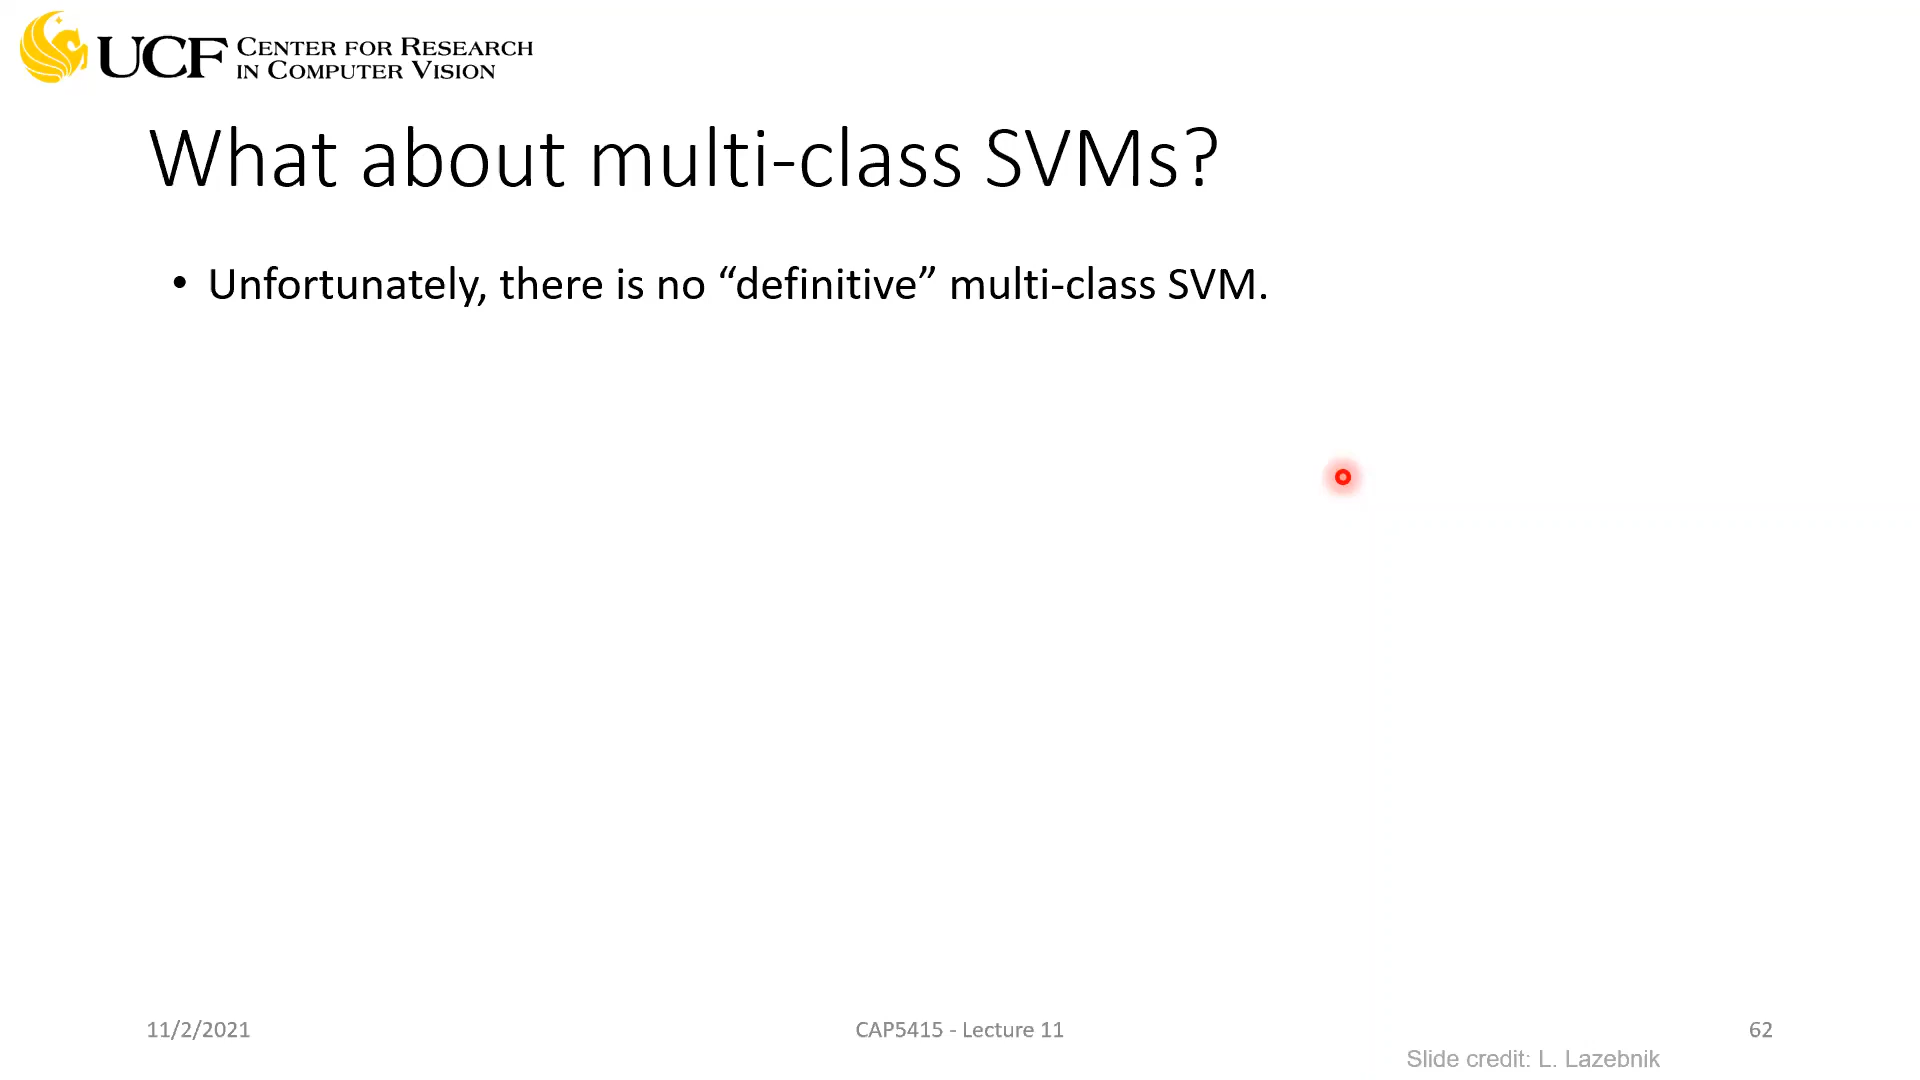 UCF CENTER FOR RESEARCH
IN COMPUTER VISION
What about multi-class SVMs?
• Unfortunately, there is no “definitive” multi-class SVM.
11/2/2021
CAP5415 - Lecture 11
62
Slide credit: L. Lazebnik